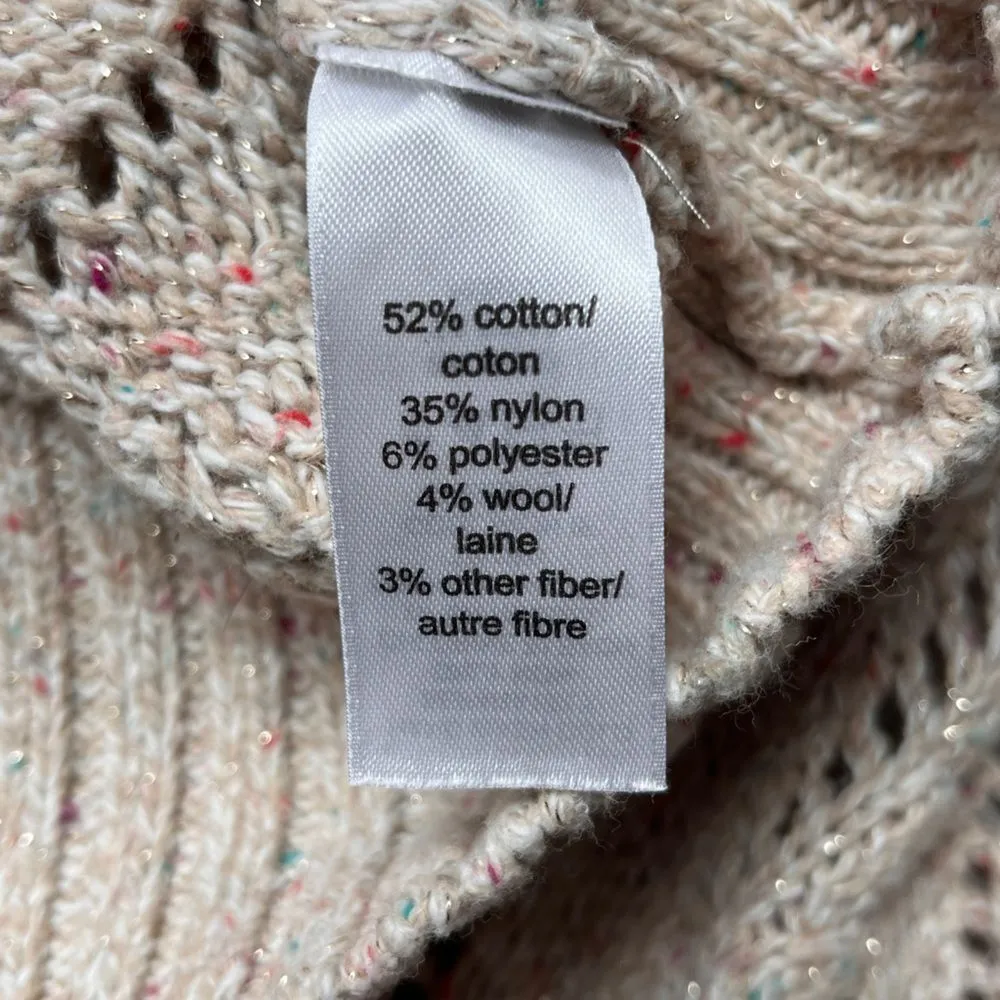 52% cotton/
coton
35% nylon
6% polyester
4% wool/
laine
3% other fiber/
autre fibre